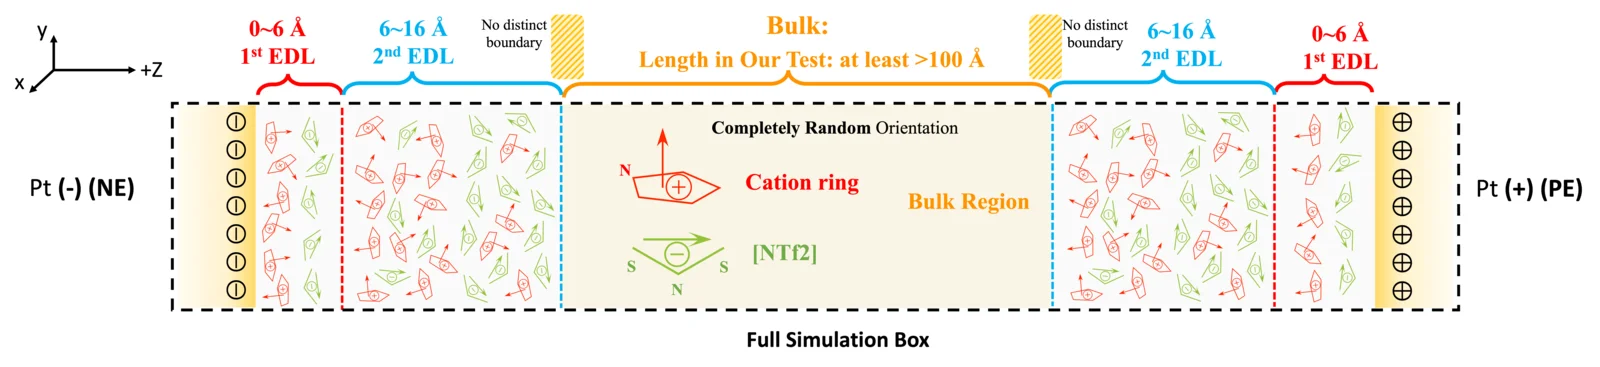 y
x
+Z
0~6 Å
1st EDL
6~16 Å
2nd EDL
No distinct
boundary
Bulk:
Length in Our Test: at least >100 Å
No distinct
boundary
6~16 Å
2nd EDL
0~6 Å
1st EDL
Pt (-) (NE)
Completely Random Orientation
N
Cation ring
Bulk Region
S
S
N
[NTf2]
Pt (+) (PE)
Full Simulation Box